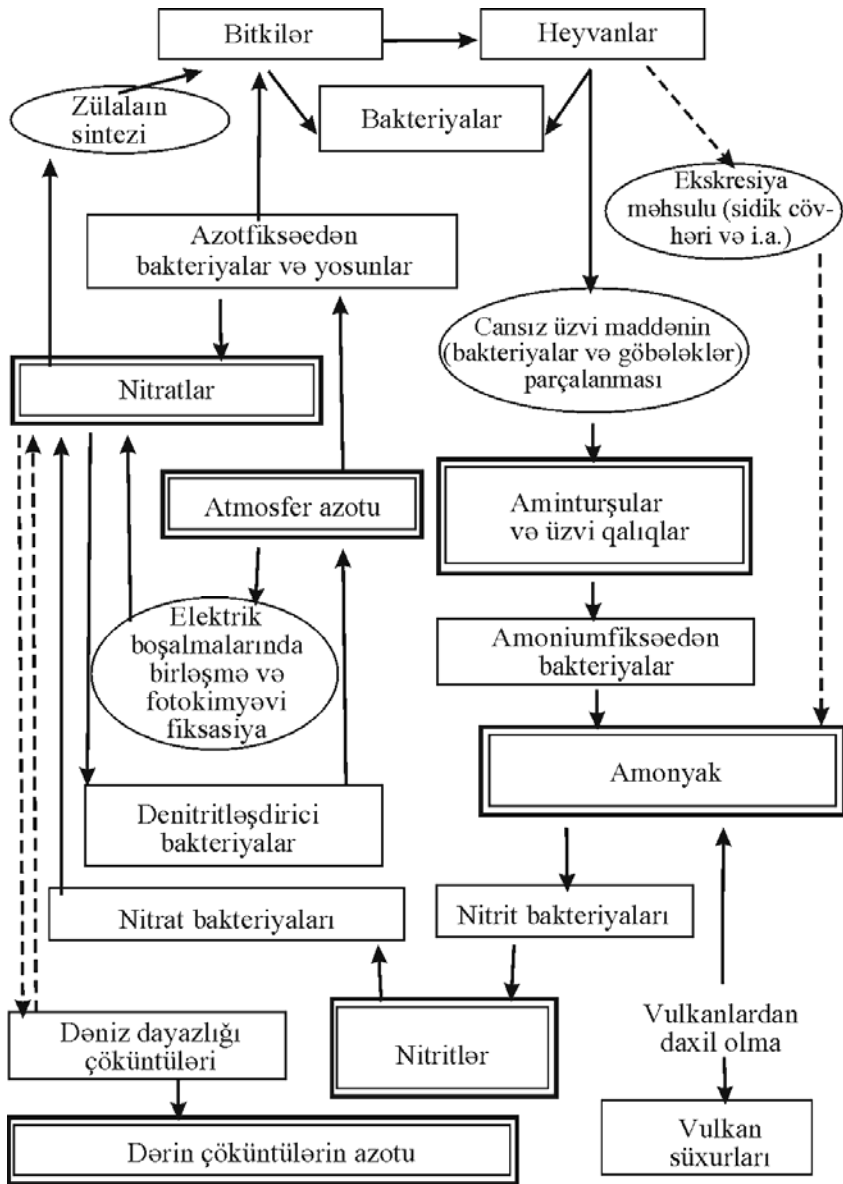 Bitkilər
Heyvanlar
Zülalaın
sintezi
Bakteriyalar
Ekskresiya
məhsulu (sidik cöv-
həri və i.a.)
Azotfiksəedən
bakteriyalar və yosunlar
Cansız üzvi maddənin
(bakteriyalar və göbələklər)
parçalanması
Nitratlar
Atmosfer azotu
Aminturşular
və üzvi qalıqlar
Elektrik
boşalmalarında
birləşmə və
fotokimyəvi
fiksasiya
Amoniumfiksəedən
bakteriyalar
Amonyak
Denitritləşdirici
bakteriyalar
Nitrat bakteriyaları
Nitrit bakteriyaları
Dəniz dayazlığı
çöküntüləri
Nitritlər
Vulkanlardan
daxil olma
Dərin çöküntülərin azotu
Vulkan
süxurları